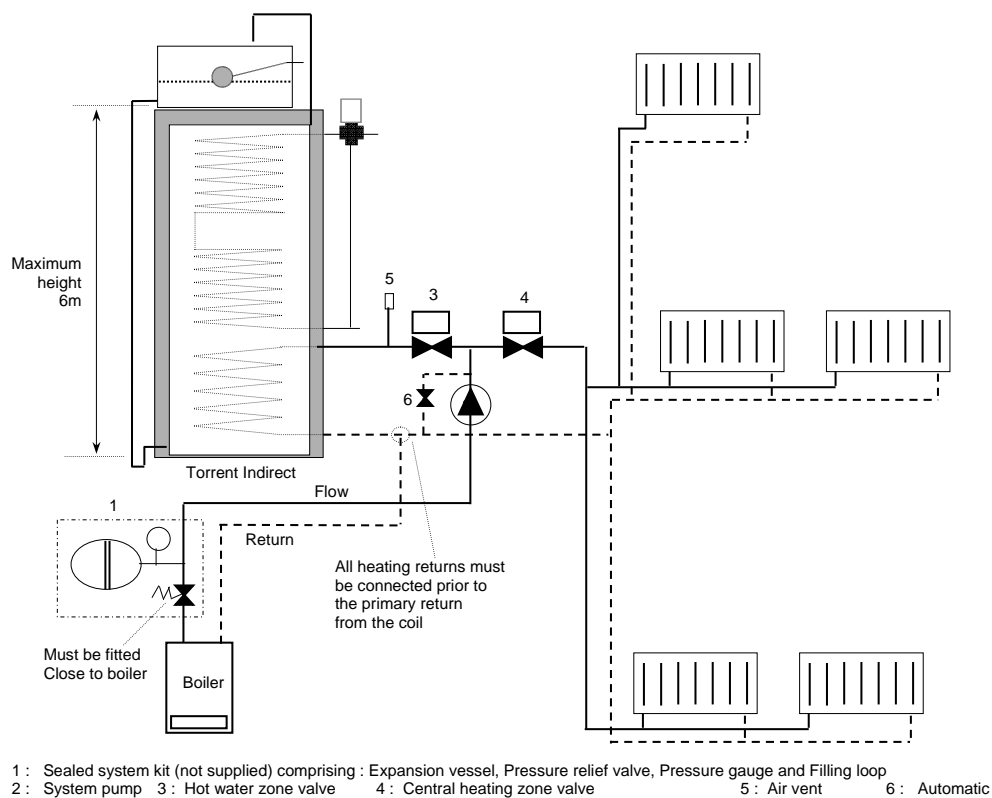 Maximum
height
6m
5
3
4
6
Torrent Indirect
Flow
1
Return
All heating returns must
be connected prior to
the primary return
from the coil
Must be fitted
Close to boiler
Boiler
1 : Sealed system kit (not supplied) comprising : Expansion vessel, Pressure relief valve, Pressure gauge and Filling loop
2 : System pump 3 : Hot water zone valve 4 : Central heating zone valve 5 : Air vent 6 : Automatic